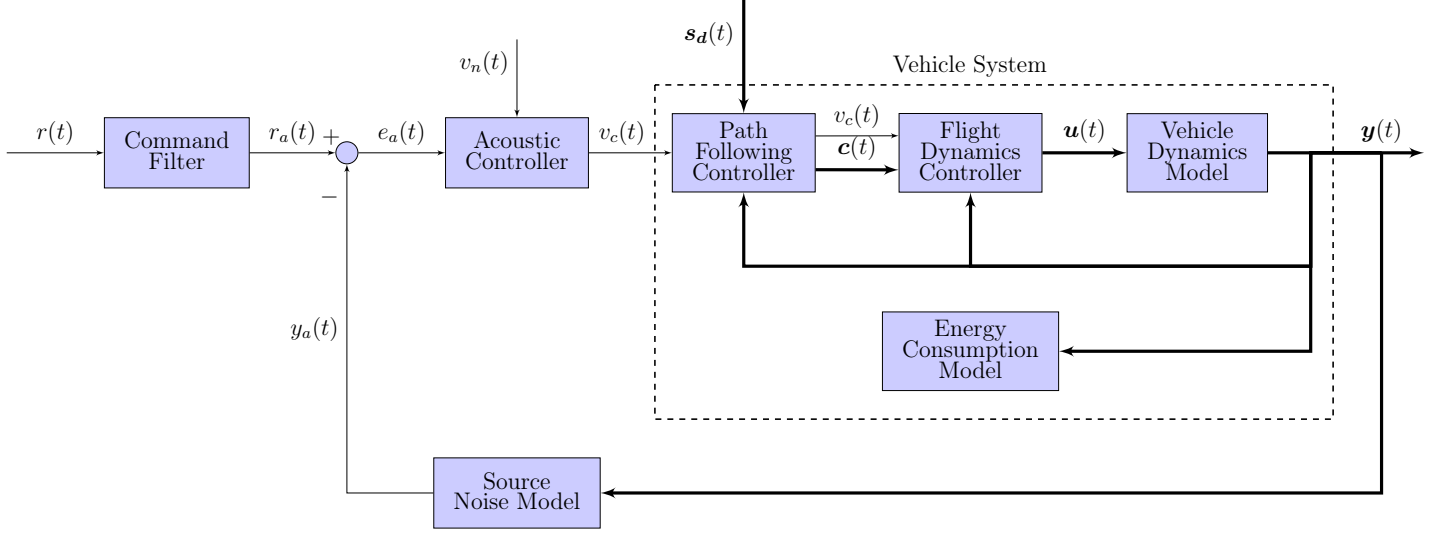 s_d(t)
Vehicle System
v_n(t)
r(t)
Command
Filter
r_a(t)
+
−
e_a(t)
Acoustic
Controller
v_c(t)
Path
Following
Controller
v_c(t)
c(t)
Flight
Dynamics
Controller
u(t)
Vehicle
Dynamics
Model
y(t)
y_a(t)
Energy
Consumption
Model
Source
Noise Model